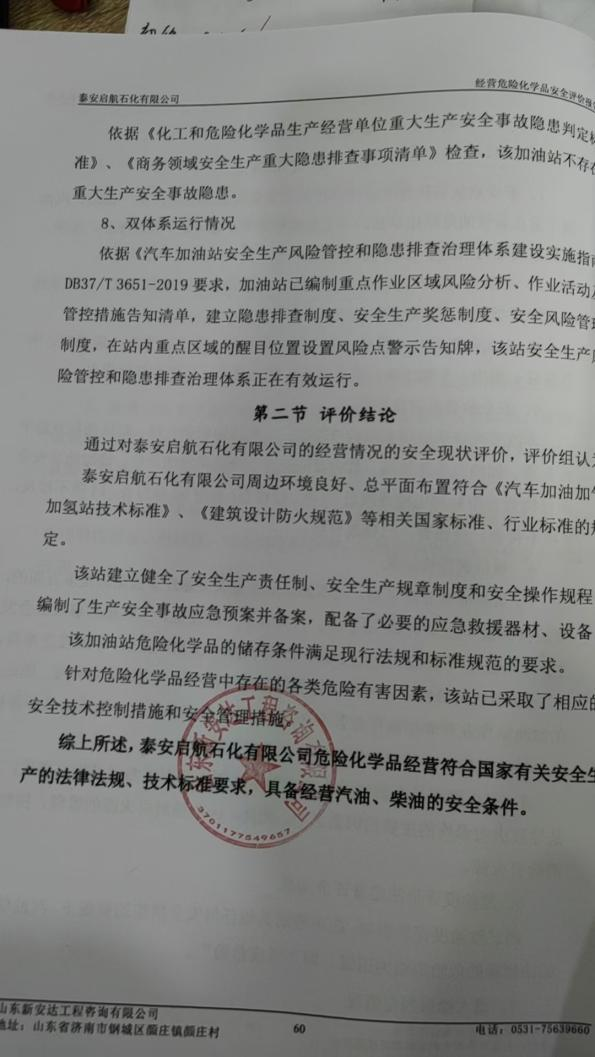 泰安启航石化有限公司
经营危险化学品安全评价报
依据《化工和危险化学品生产经营单位重大生产安全事故隐患判定标
准》、《商务领域安全生产重大隐患排查事项清单》检查，该加油站不存在
重大生产安全事故隐患。
8、双体系运行情况
依据《汽车加油站安全生产风险管控和隐患排查治理体系建设实施指南
DB37/T 3651-2019 要求，加油站已编制重点作业区域风险分析、作业活动及
管控措施告知清单，建立隐患排查制度、安全生产奖惩制度、安全风险管
制度，在站内重点区域的醒目位置设置风险点警示告知牌，该站安全生产风
险管控和隐患排查治理体系正在有效运行。
第二节 评价结论
通过对泰安启航石化有限公司的经营情况的安全现状评价，评价组认
泰安启航石化有限公司周边环境良好、总平面布置符合《汽车加油加气
加氢站技术标准》、《建筑设计防火规范》等相关国家标准、行业标准的规
定。
该站建立健全了安全生产责任制、安全生产规章制度和安全操作规程
编制了生产安全事故应急预案并备案，配备了必要的应急救援器材、设备
该加油站危险化学品的储存条件满足现行法规和标准规范的要求。
针对危险化学品经营中存在的各类危险有害因素，该站已采取了相应的
安全技术控制措施和安全管理措施。
综上所述，泰安启航石化有限公司危险化学品经营符合国家有关安全生
产的法律法规、技术标准要求，具备经营汽油、柴油的安全条件。
山东新安达工程咨询有限公司
3701177549657
山东新安达工程咨询有限公司
地址：山东省济南市钢城区颜庄镇颜庄村
60
电话：0531-75639660